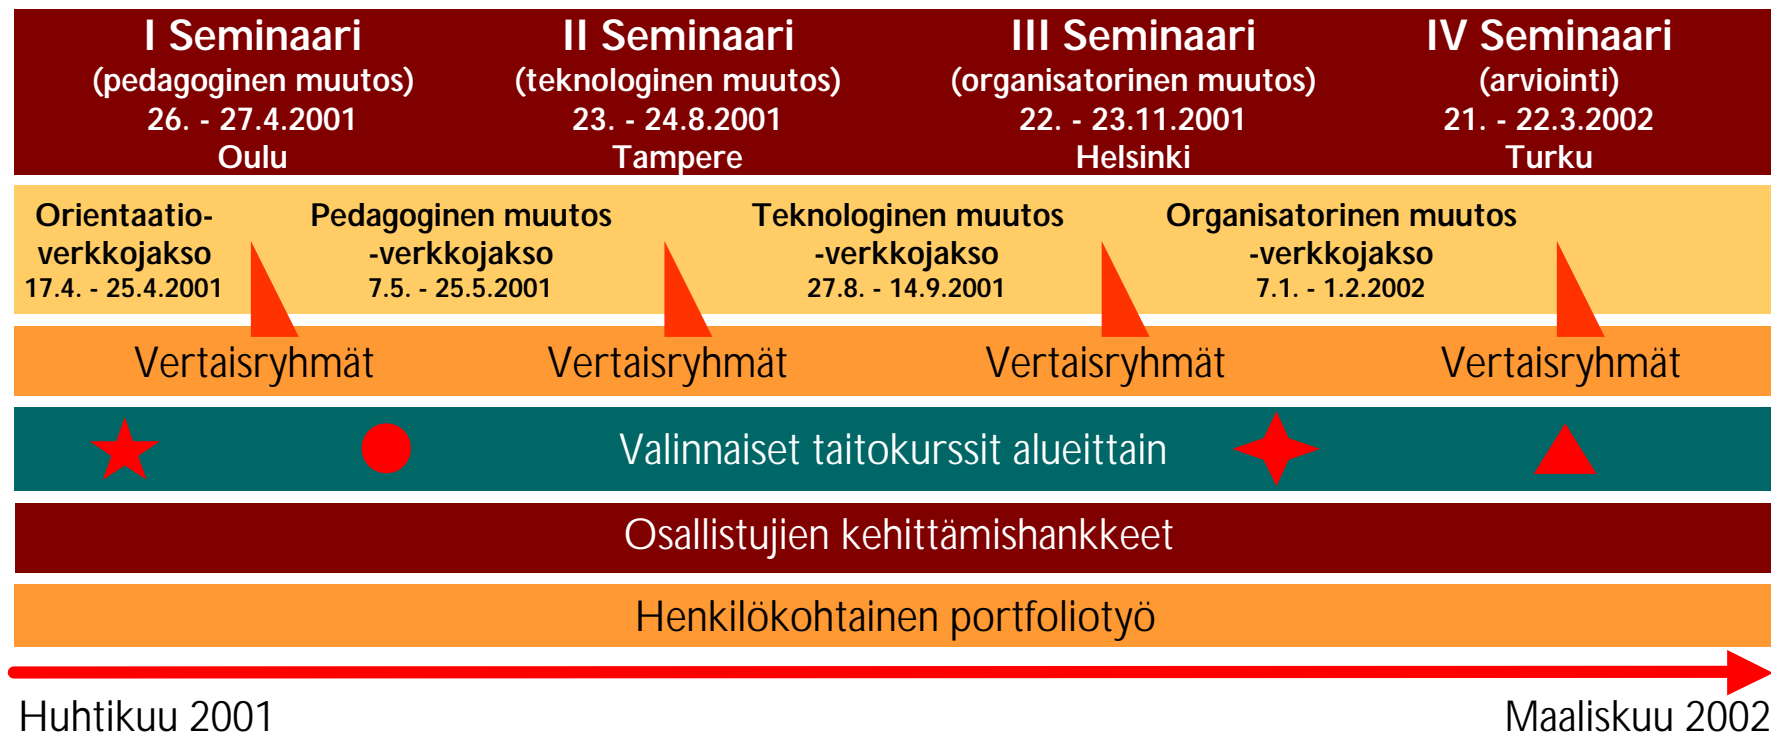 I Seminaari
(pedagoginen muutos)
26. - 27.4.2001
Oulu
II Seminaari
(teknologinen muutos)
23. - 24.8.2001
Tampere
III Seminaari
(organisatorinen muutos)
22. - 23.11.2001
Helsinki
IV Seminaari
(arviointi)
21. - 22.3.2002
Turku
Orientaatio-
verkkojakso
17.4. - 25.4.2001
Pedagoginen muutos
-verkkojakso
7.5. - 25.5.2001
Teknologinen muutos
-verkkojakso
27.8. - 14.9.2001
Organisatorinen muutos
-verkkojakso
7.1. - 1.2.2002
Vertaisryhmät
Vertaisryhmät
Vertaisryhmät
Vertaisryhmät
Valinnaiset taitokurssit alueittain
Osallistujien kehittämishankkeet
Henkilökohtainen portfoliotyö
Huhtikuu 2001
Maaliskuu 2002